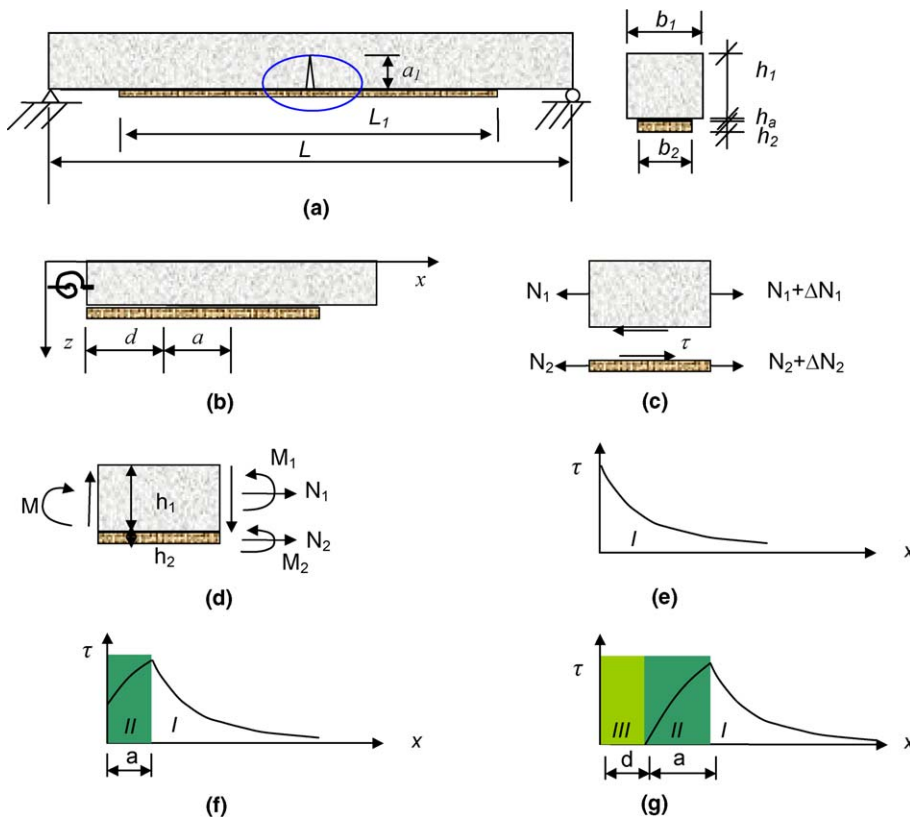 a1
L1
L
(a)
b1
h1
ha
h2
b2
x
z
d
a
(b)
N1
N1+ΔN1
τ
N2
N2+ΔN2
(c)
M
h1
h2
M1
N1
N2
M2
(d)
τ
I
x
(e)
τ
II
I
x
a
(f)
τ
III
II
I
x
d
a
(g)